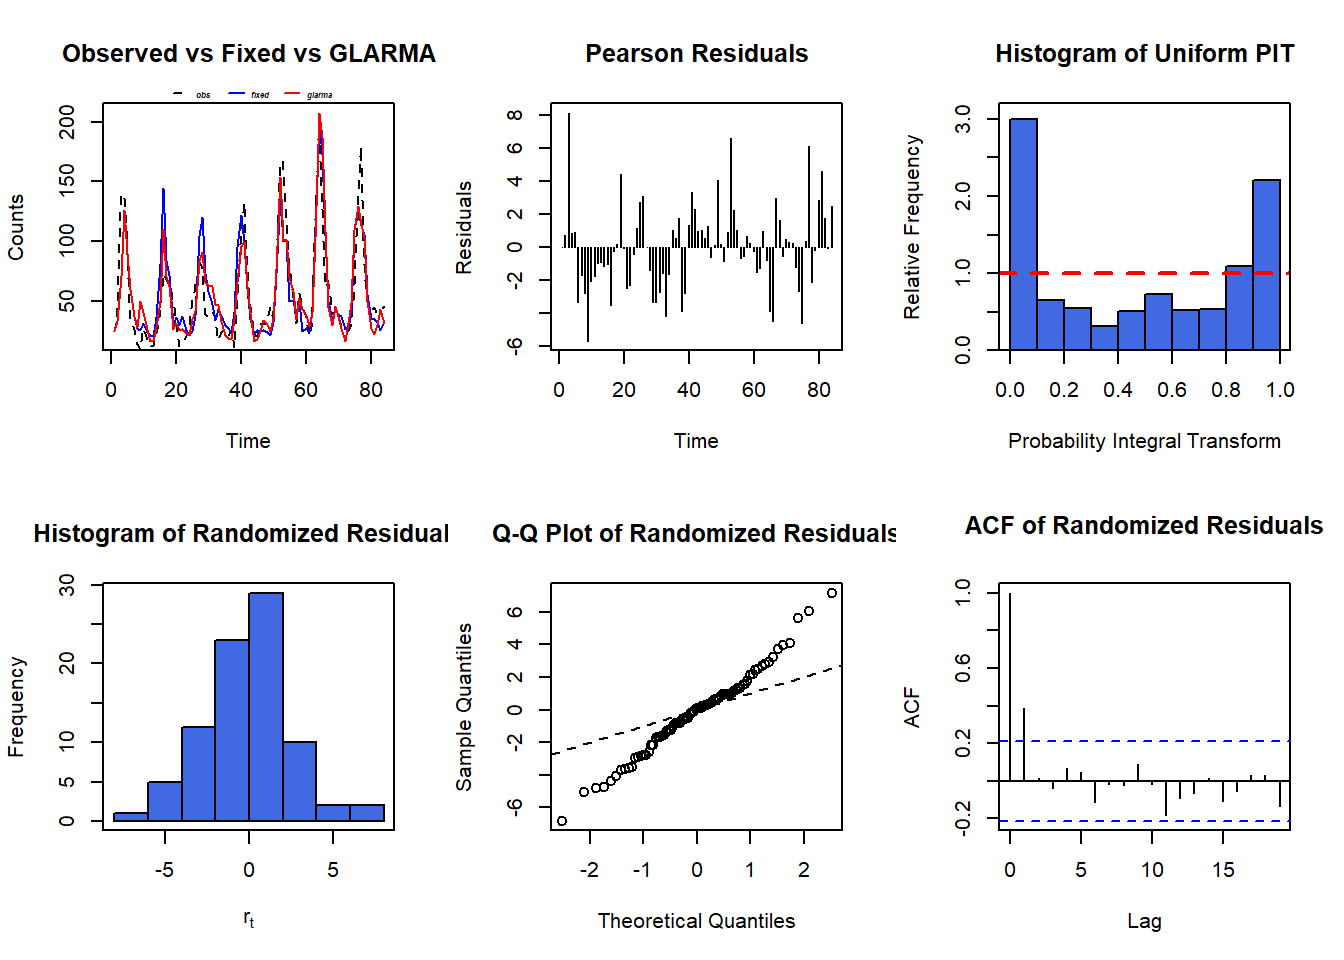 Observed vs Fixed vs GLARMA
obs fixed glarma
Counts
50 100 150 200
0 20 40 60 80
Time
Pearson Residuals
Residuals
-6 -2 0 2 4 6 8
0 20 40 60 80
Time
Histogram of Uniform PIT
Relative Frequency
0.0 1.0 2.0 3.0
0.0 0.2 0.4 0.6 0.8 1.0
Probability Integral Transform
Histogram of Randomized Residual
Frequency
0 5 10 20 30
-5 0 5
rt
Q-Q Plot of Randomized Residuals
Sample Quantiles
-6 -2 0 2 4 6
-2 -1 0 1 2
Theoretical Quantiles
ACF of Randomized Residuals
ACF
-0.2 0.2 0.6 1.0
0 5 10 15
Lag